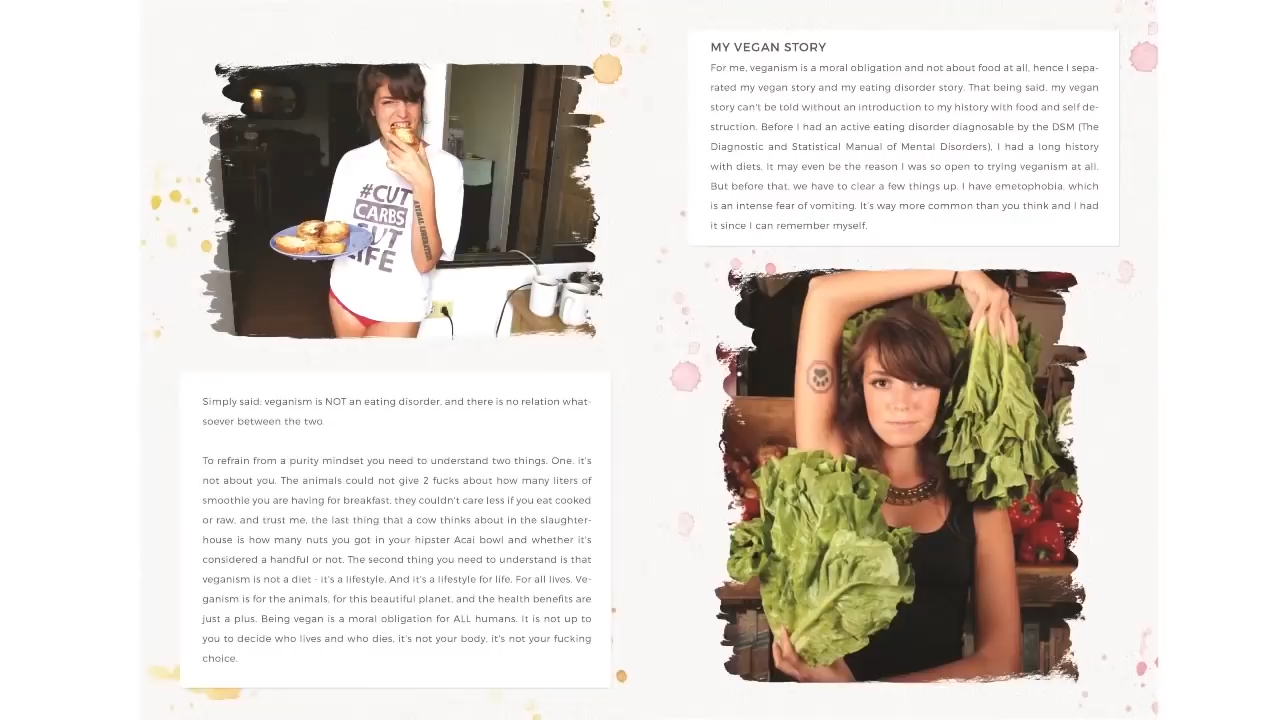 #CUT
CARBS
CUT
LIFE
ANIMAL LIBERATION
Simply said: veganism is NOT an eating disorder, and there is no relation what-
soever between the two.
To refrain from a purity mindset you need to understand two things. One, it's
not about you. The animals could not give 2 fucks about how many liters of
smoothie you are having for breakfast, they couldn't care less if you eat cooked
or raw, and trust me, the last thing that a cow thinks about in the slaughter-
house is how many nuts you got in your hipster Acai bowl and whether it's
considered a handful or not. The second thing you need to understand is that
veganism is not a diet - it's a lifestyle. And it's a lifestyle for life. For all lives. Ve-
ganism is for the animals, for this beautiful planet, and the health benefits are
just a plus. Being vegan is a moral obligation for ALL humans. It is not up to
you to decide who lives and who dies, it's not your body, it's not your fucking
choice.
MY VEGAN STORY
For me, veganism is a moral obligation and not about food at all, hence I sepa-
rated my vegan story and my eating disorder story. That being said, my vegan
story can't be told without an introduction to my history with food and self de-
struction. Before I had an active eating disorder diagnosable by the DSM (The
Diagnostic and Statistical Manual of Mental Disorders), I had a long history
with diets. It may even be the reason I was so open to trying veganism at all.
But before that, we have to clear a few things up. I have emetophobia, which
is an intense fear of vomiting. It's way more common than you think and I had
it since I can remember myself.